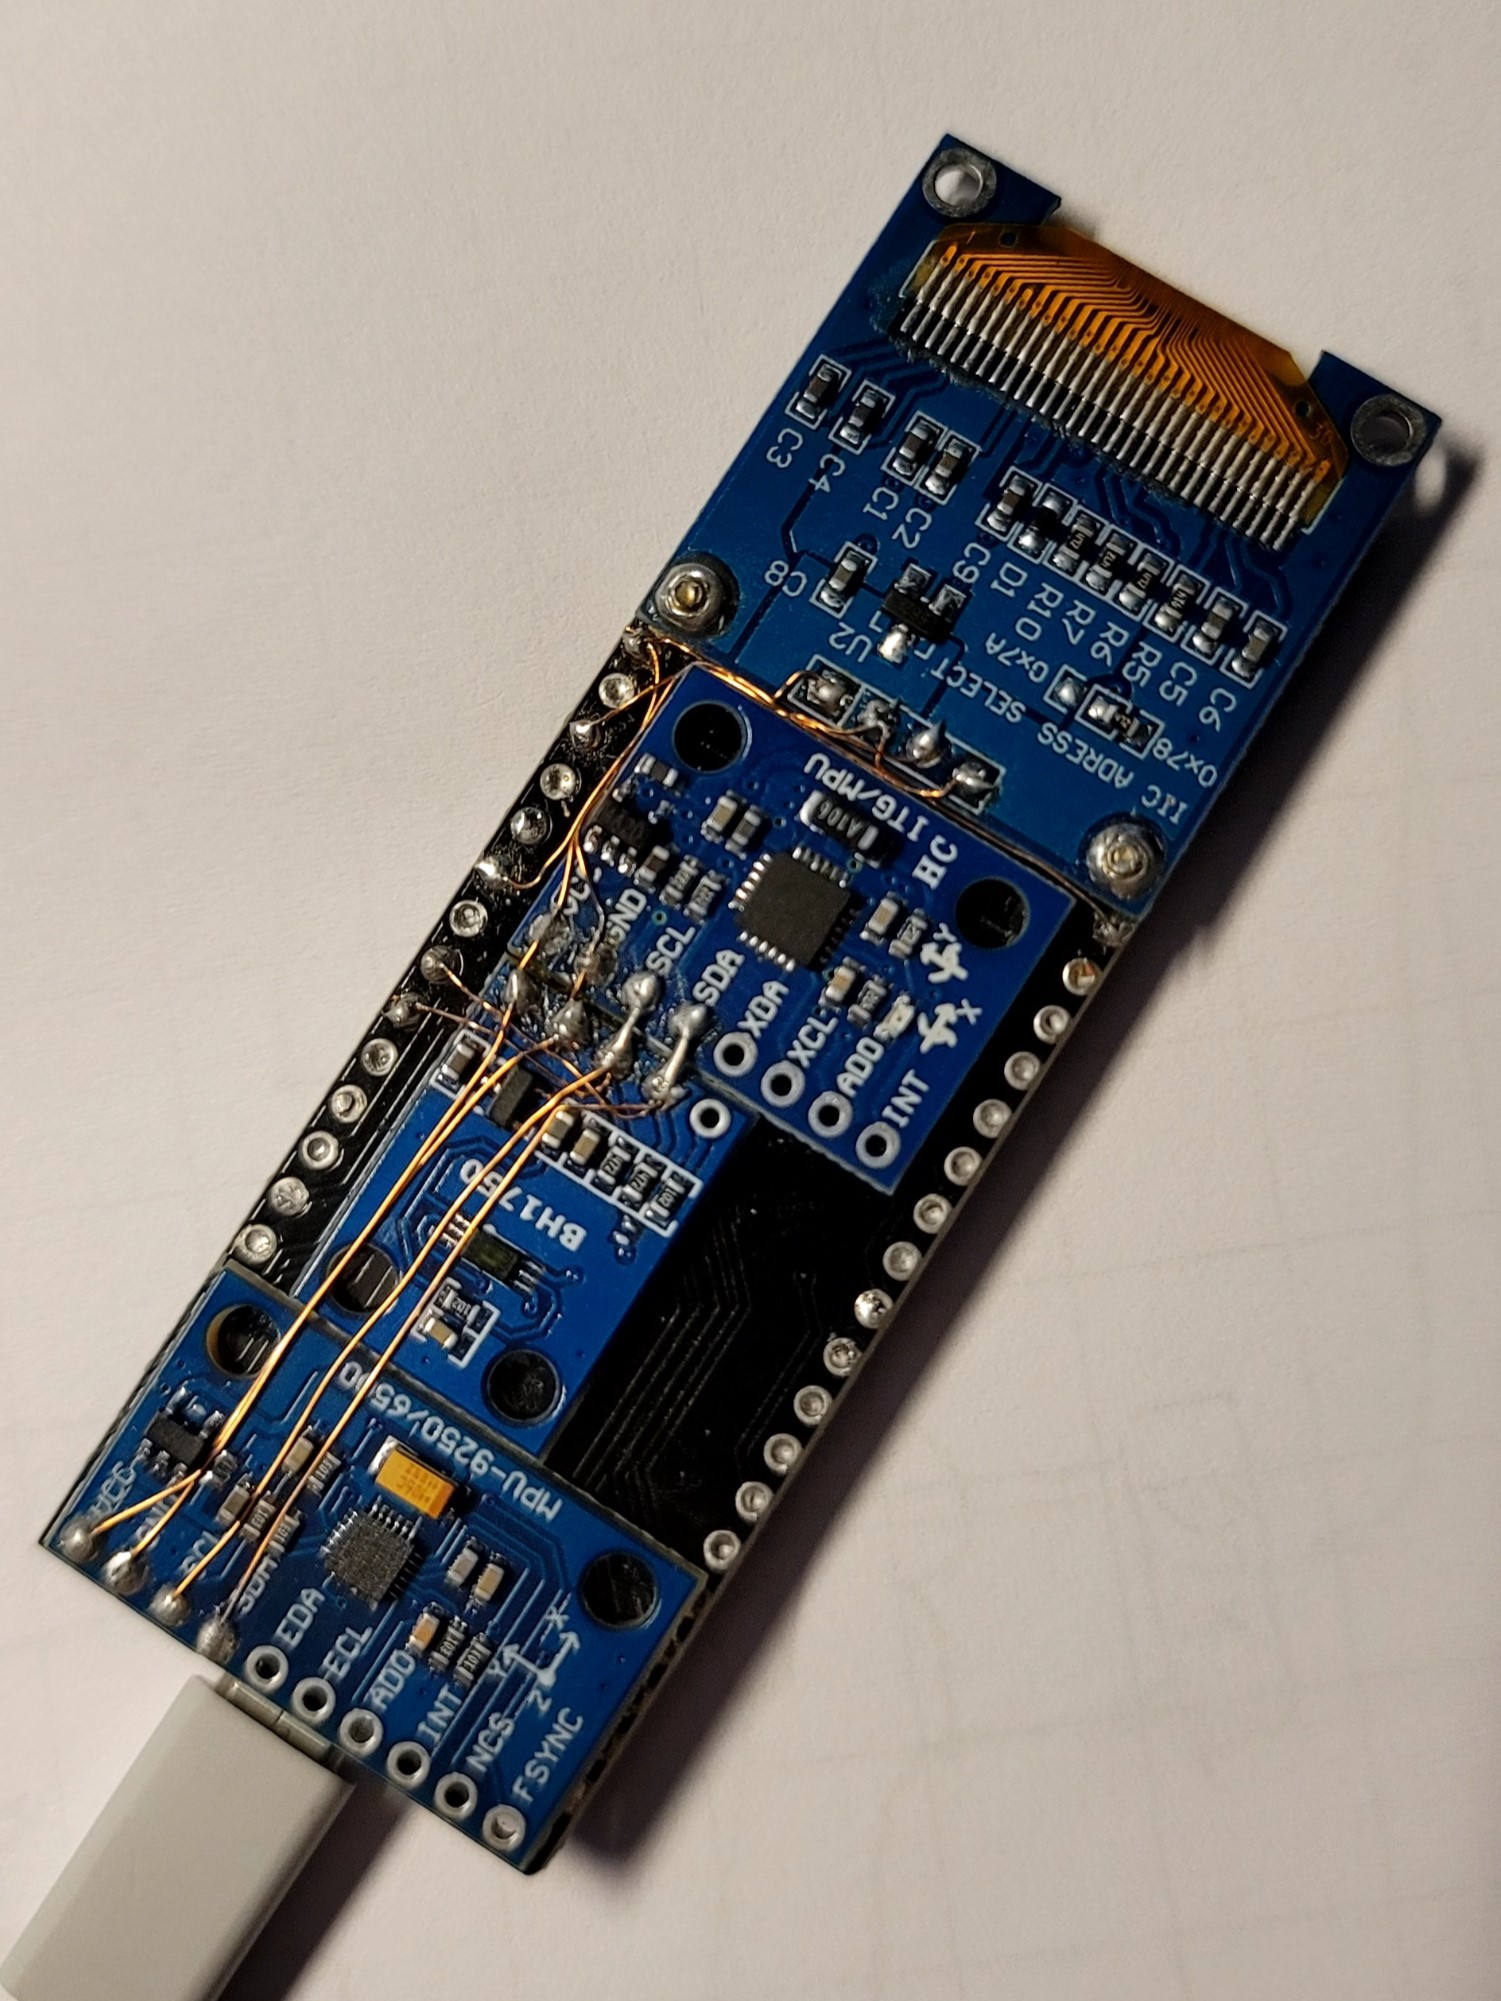 C3
C4
C1
C2
C9
D1
R10
R7
R6
R5
C5
C6
C8
U2
0x7A
0x78
IIC ADRESS SELECT
ITG/MPU
HC
Y
X
VCC
GND
SCL
SDA
XDA
XCL
ADO
INT
BH1750
MPU-9250/6500
VCC
SCL
SDA
EDA
ECL
ADO
INT
NCS
FSYNC
X
Y
Z